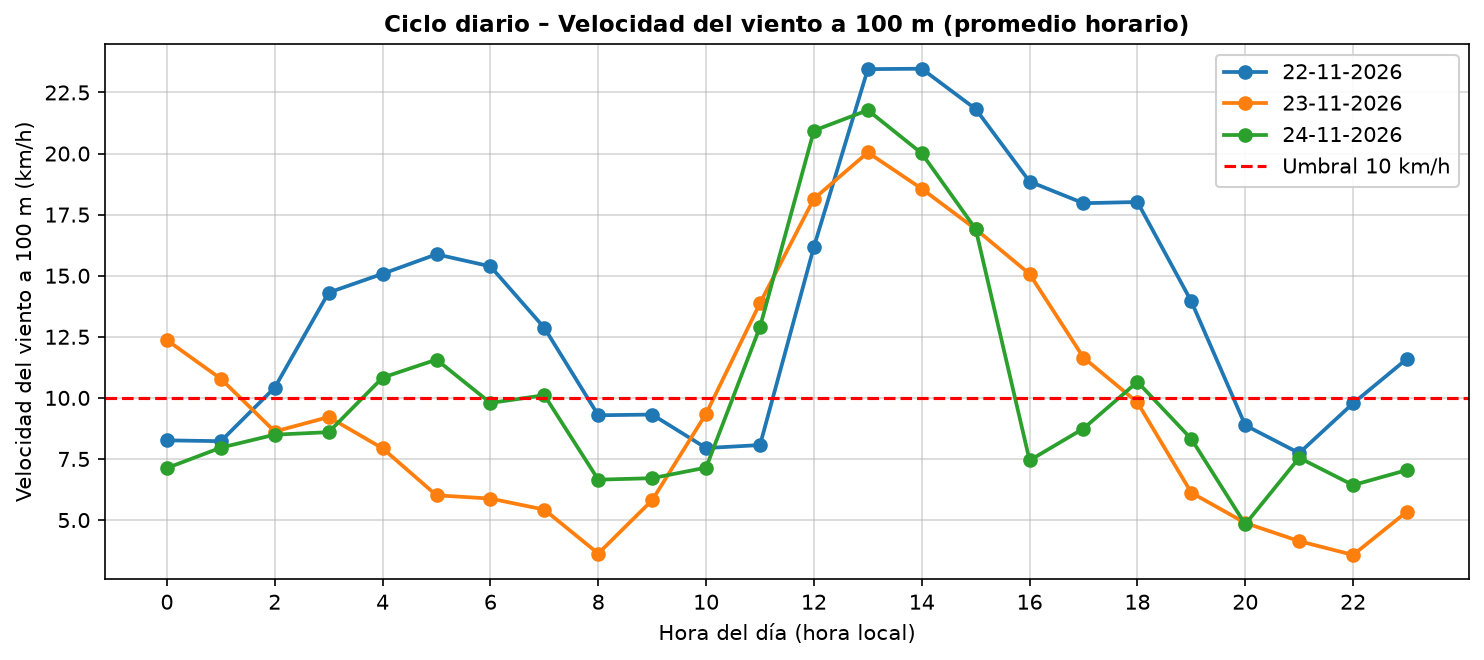 Ciclo diario – Velocidad del viento a 100 m (promedio horario)
22-11-2026
23-11-2026
24-11-2026
Umbral 10 km/h
Velocidad del viento a 100 m (km/h)
22.5
20.0
17.5
15.0
12.5
10.0
7.5
5.0
0 2 4 6 8 10 12 14 16 18 20 22
Hora del día (hora local)